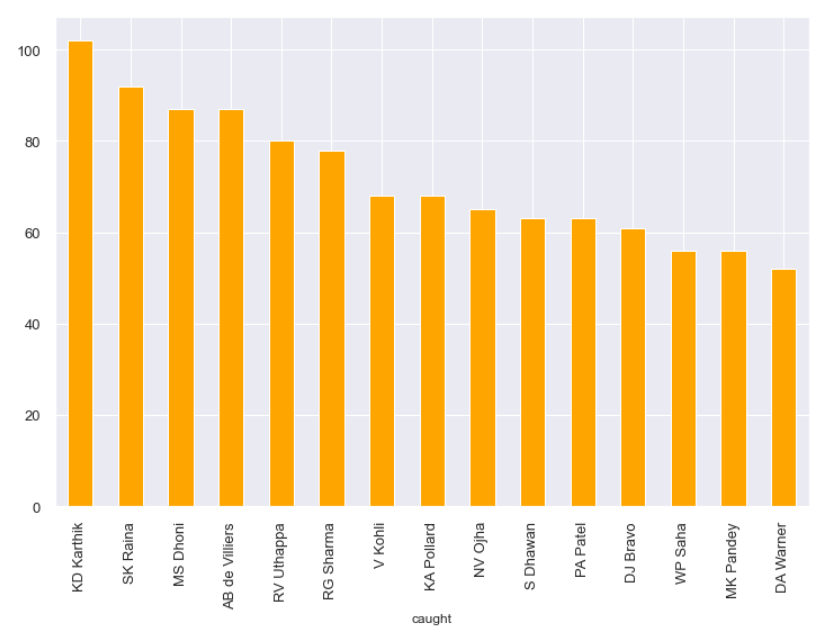 100
80
60
40
20
0
KD Karthik
SK Raina
MS Dhoni
AB de Villiers
RV Uthappa
RG Sharma
V Kohli
KA Pollard
NV Ojha
S Dhawan
PA Patel
DJ Bravo
WP Saha
MK Pandey
DA Warner
caught